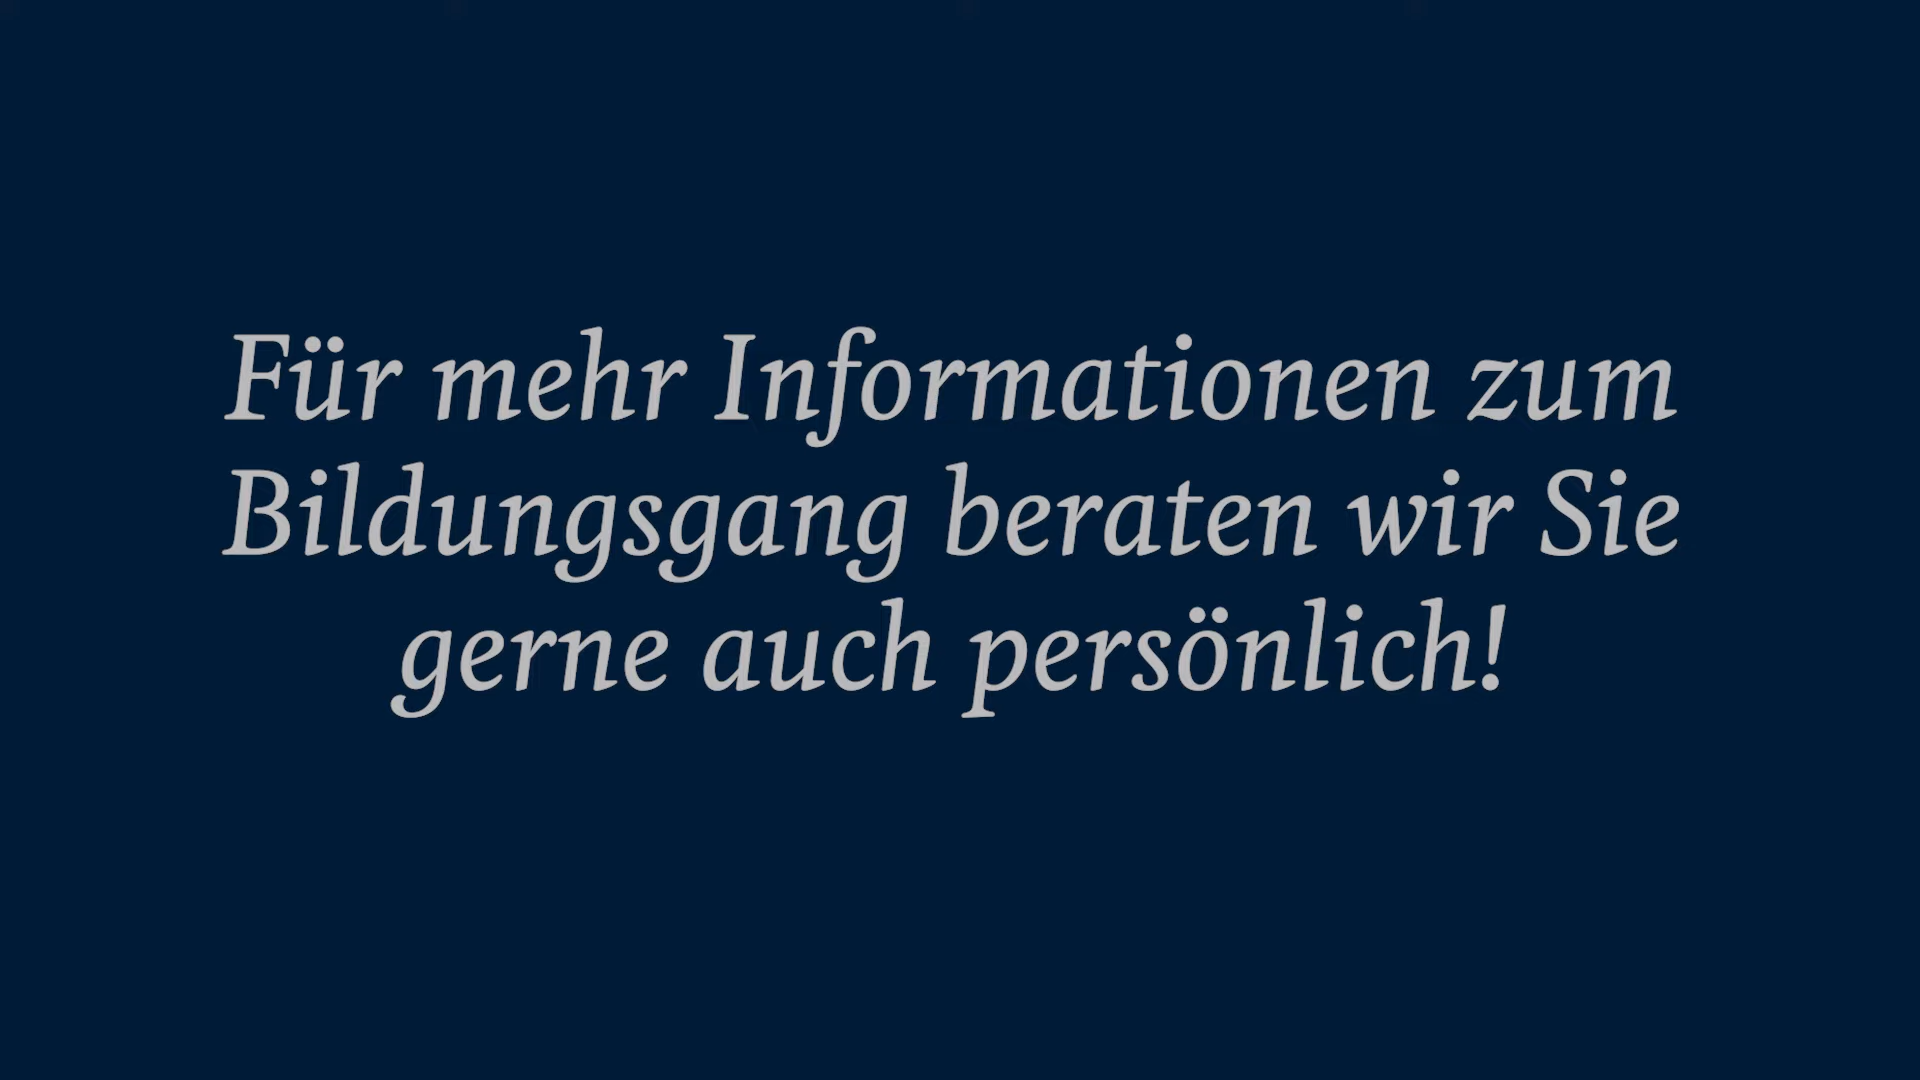 Für mehr Informationen zum
Bildungsgang beraten wir Sie
gerne auch persönlich!